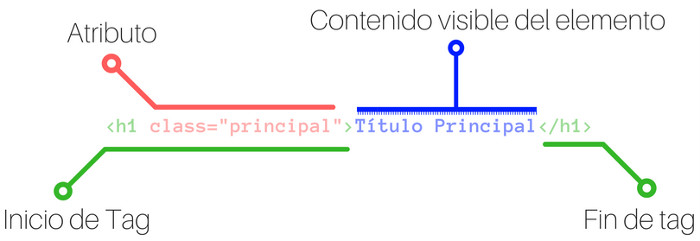 Contenido visible del elemento
Atributo
<h1 class="principal">Título Principal</h1>
Inicio de Tag
Fin de tag